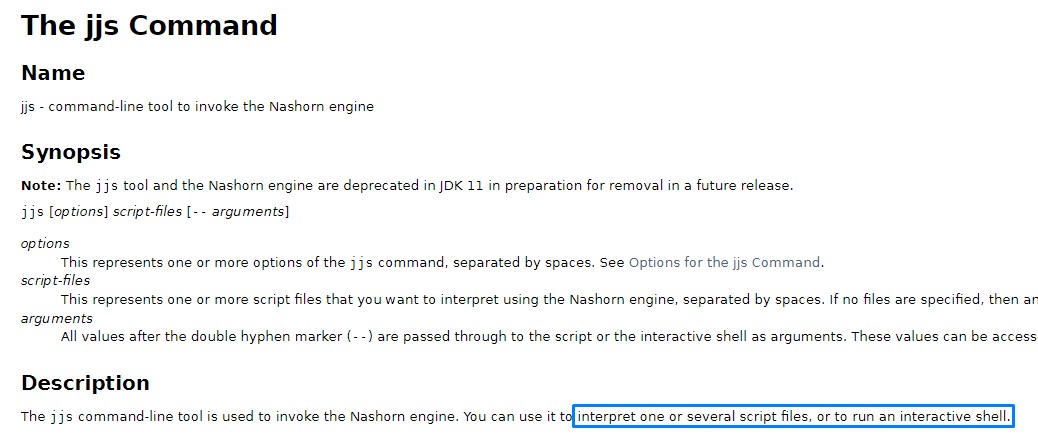 The jjs Command
Name
jjs - command-line tool to invoke the Nashorn engine
Synopsis
Note: The jjs tool and the Nashorn engine are deprecated in JDK 11 in preparation for removal in a future release.
jjs [options] script-files [-- arguments]
options
This represents one or more options of the jjs command, separated by spaces. See Options for the jjs Command.
script-files
This represents one or more script files that you want to interpret using the Nashorn engine, separated by spaces. If no files are specified, then an
arguments
All values after the double hyphen marker (--) are passed through to the script or the interactive shell as arguments. These values can be access
Description
The jjs command-line tool is used to invoke the Nashorn engine. You can use it to interpret one or several script files, or to run an interactive shell.